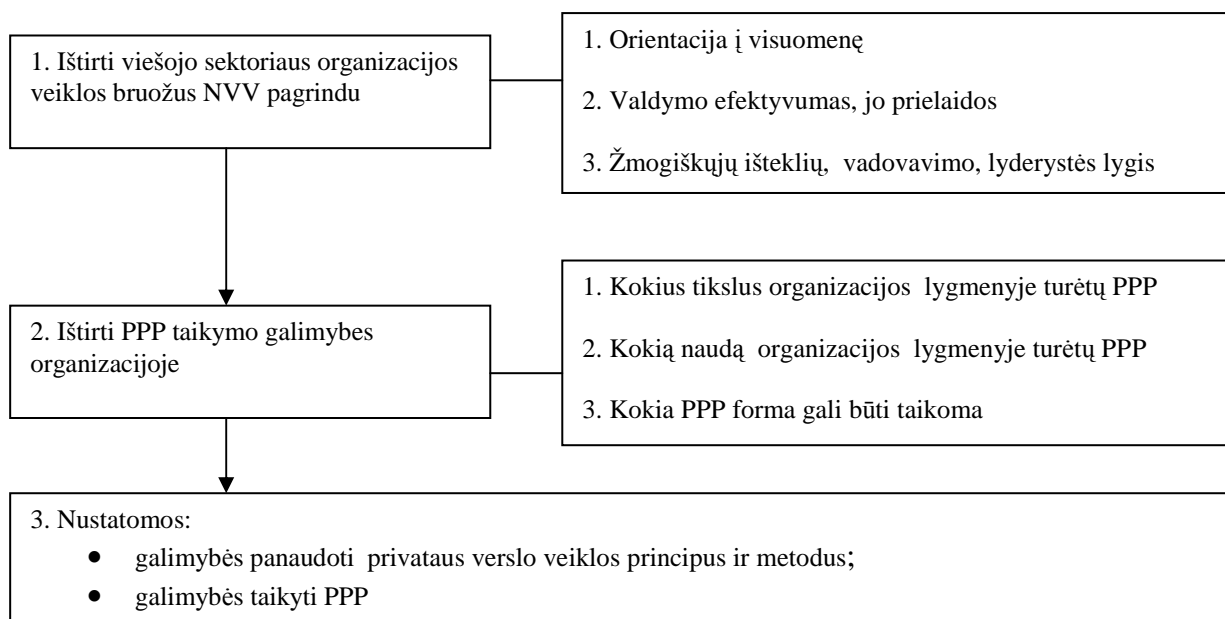 1. Ištirti viešojo sektoriaus organizacijos
veiklos bruožus NVV pagrindu
1. Orientacija į visuomenę
2. Valdymo efektyvumas, jo prielaidos
3. Žmogiškųjų išteklių, vadovavimo, lyderystės lygis
2. Ištirti PPP taikymo galimybes
organizacijoje
1. Kokius tikslus organizacijos lygmenyje turėtų PPP
2. Kokią naudą organizacijos lygmenyje turėtų PPP
3. Kokia PPP forma gali būti taikoma
3. Nustatomos:
• galimybės panaudoti privataus verslo veiklos principus ir metodus;
• galimybės taikyti PPP